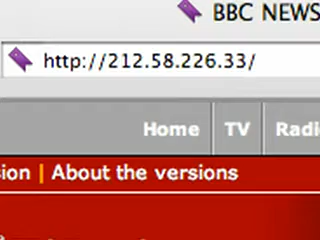 BBC NEWS
http://212.58.226.33/
Home TV Radi
sion | About the versions